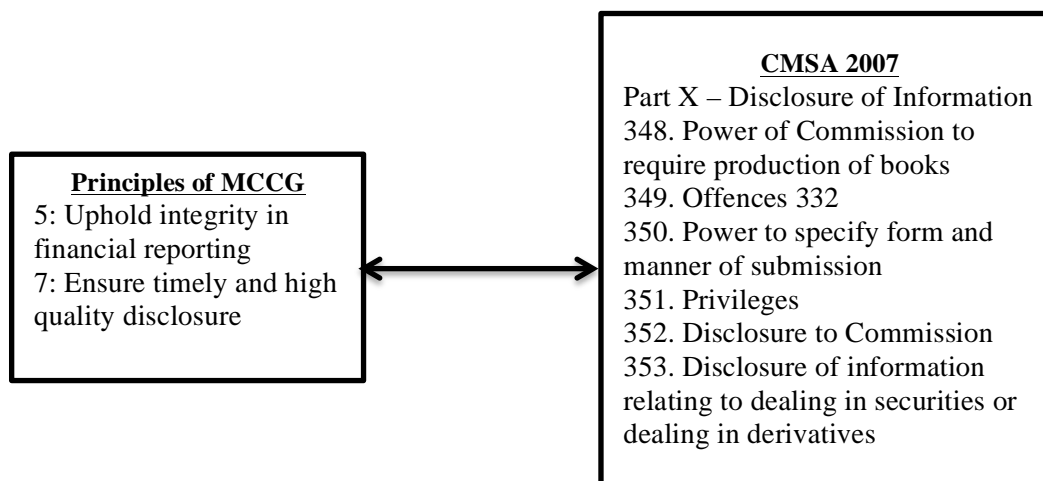 Principles of MCCG
5: Uphold integrity in
financial reporting
7: Ensure timely and high
quality disclosure
CMSA 2007
Part X – Disclosure of Information
348. Power of Commission to
require production of books
349. Offences 332
350. Power to specify form and
manner of submission
351. Privileges
352. Disclosure to Commission
353. Disclosure of information
relating to dealing in securities or
dealing in derivatives